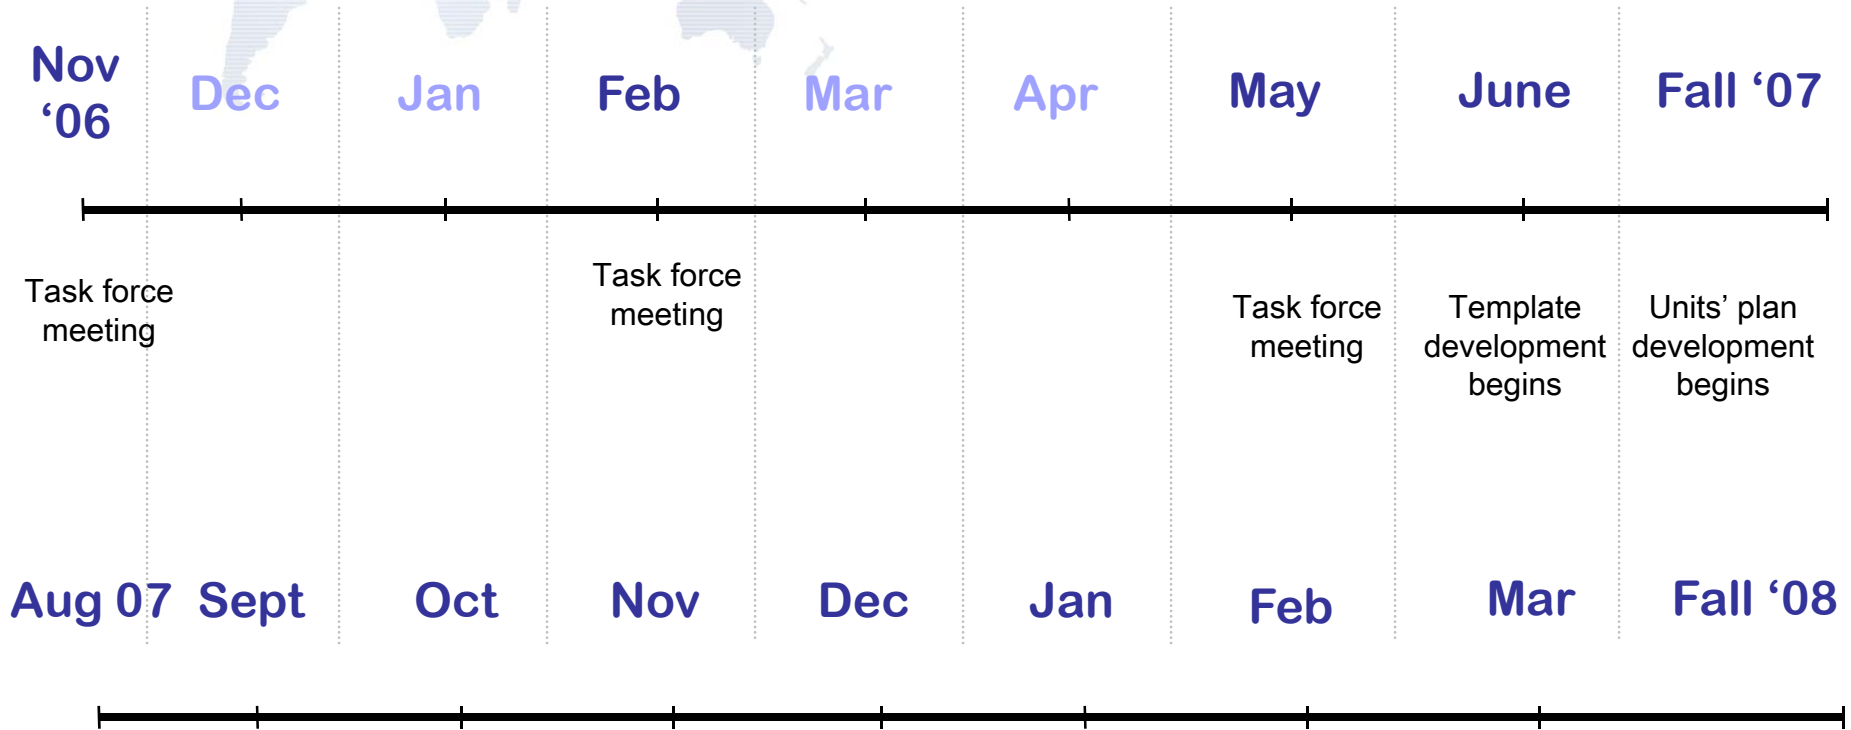 Nov
‘06
Dec
Jan
Feb
Mar
Apr
May
June
Fall ‘07
Task force
meeting
Task force
meeting
Task force
meeting
Template
development
begins
Units’ plan
development
begins
Aug 07
Sept
Oct
Nov
Dec
Jan
Feb
Mar
Fall ‘08